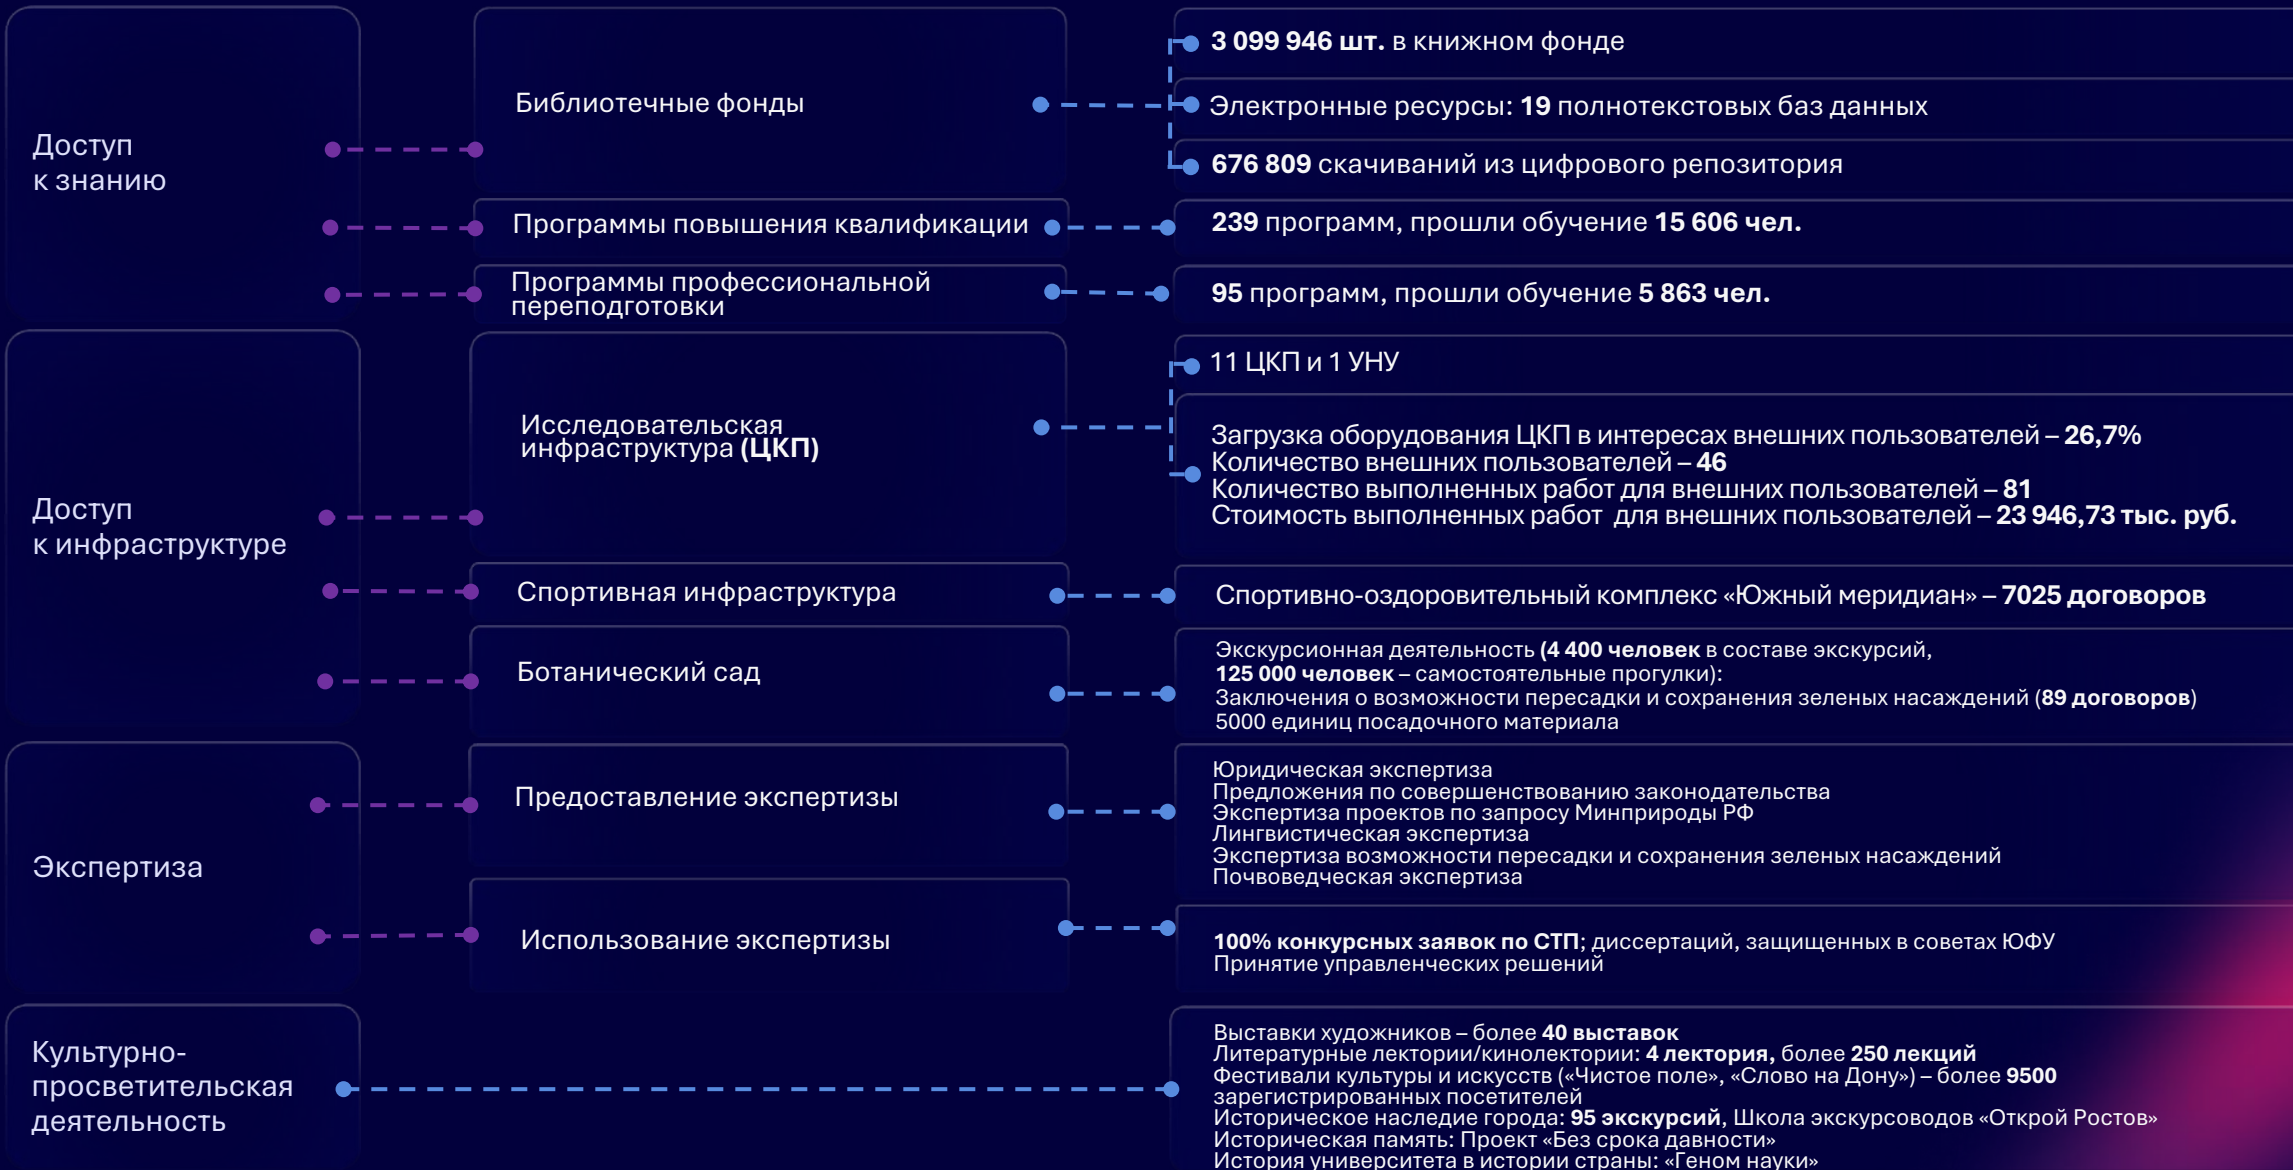 Доступ
к знанию
Библиотечные фонды
3 099 946 шт. в книжном фонде
Электронные ресурсы: 19 полнотекстовых баз данных
676 809 скачиваний из цифрового репозитория
Программы повышения квалификации
239 программ, прошли обучение 15 606 чел.
Программы профессиональной
переподготовки
95 программ, прошли обучение 5 863 чел.
Доступ
к инфраструктуре
Исследовательская
инфраструктура (ЦКП)
11 ЦКП и 1 УНУ
Загрузка оборудования ЦКП в интересах внешних пользователей – 26,7%
Количество внешних пользователей – 46
Количество выполненных работ для внешних пользователей – 81
Стоимость выполненных работ для внешних пользователей – 23 946,73 тыс. руб.
Спортивная инфраструктура
Спортивно-оздоровительный комплекс «Южный меридиан» – 7025 договоров
Ботанический сад
Экскурсионная деятельность (4 400 человек в составе экскурсий,
125 000 человек – самостоятельные прогулки):
Заключения о возможности пересадки и сохранения зеленых насаждений (89 договоров)
5000 единиц посадочного материала
Экспертиза
Предоставление экспертизы
Юридическая экспертиза
Предложения по совершенствованию законодательства
Экспертиза проектов по запросу Минприроды РФ
Лингвистическая экспертиза
Экспертиза возможности пересадки и сохранения зеленых насаждений
Почвоведческая экспертиза
Использование экспертизы
100% конкурсных заявок по СТП; диссертаций, защищенных в советах ЮФУ
Принятие управленческих решений
Культурно-
просветительская
деятельность
Выставки художников – более 40 выставок
Литературные лектории/кинолектории: 4 лектория, более 250 лекций
Фестивали культуры и искусств («Чистое поле», «Слово на Дону») – более 9500
зарегистрированных посетителей
Историческое наследие города: 95 экскурсий, Школа экскурсоводов «Открой Ростов»
Историческая память: Проект «Без срока давности»
История университета в истории страны: «Геном науки»